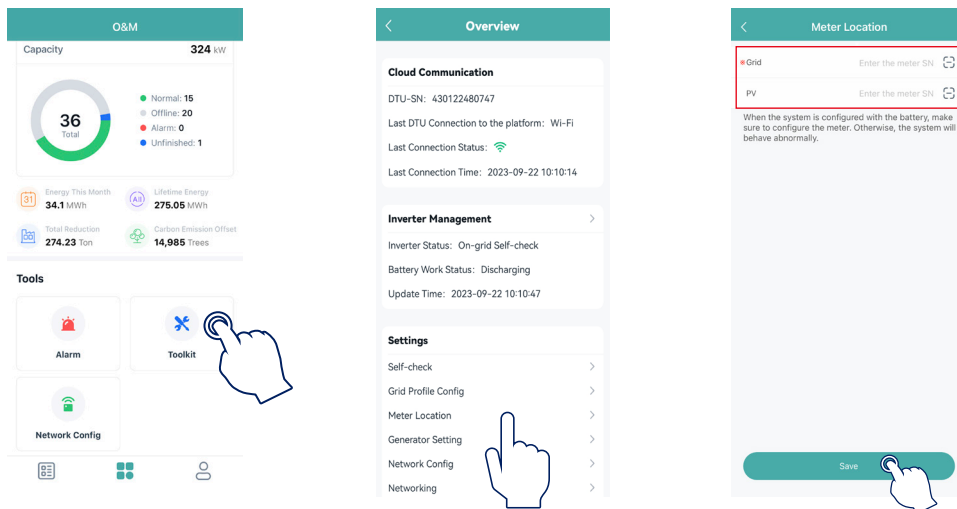 O&M
Capacity 324 kW
36
Total
Normal: 15
Offline: 20
Alarm: 0
Unfinished: 1
31
Energy This Month
34.1 MWh
All
Lifetime Energy
275.05 MWh
Total Reduction
274.23 Ton
Carbon Emission Offset
14,985 Trees
Tools
Alarm
Toolkit
Network Config
Overview
Cloud Communication
DTU-SN: 430122480747
Last DTU Connection to the platform: Wi-Fi
Last Connection Status:
Last Connection Time: 2023-09-22 10:10:14
Inverter Management
Inverter Status: On-grid Self-check
Battery Work Status: Discharging
Update Time: 2023-09-22 10:10:47
Settings
Self-check
Grid Profile Config
Meter Location
Generator Setting
Network Config
Networking
Meter Location
*Grid Enter the meter SN
PV Enter the meter SN
When the system is configured with the battery, make
sure to configure the meter. Otherwise, the system will
behave abnormally.
Save